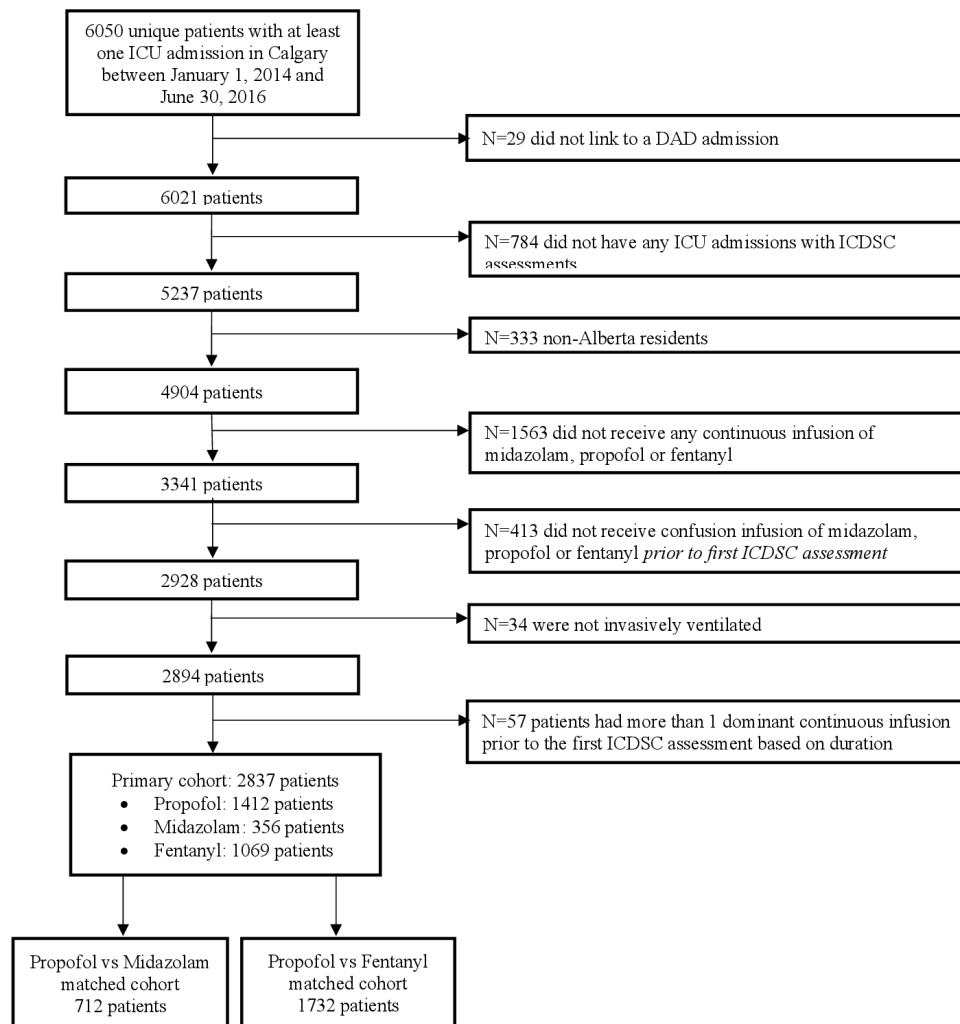 6050 unique patients with at least
one ICU admission in Calgary
between January 1, 2014 and
June 30, 2016
N=29 did not link to a DAD admission
6021 patients
N=784 did not have any ICU admissions with ICDSC
assessments
5237 patients
N=333 non-Alberta residents
4904 patients
N=1563 did not receive any continuous infusion of
midazolam, propofol or fentanyl
3341 patients
N=413 did not receive confusion infusion of midazolam,
propofol or fentanyl prior to first ICDSC assessment
2928 patients
N=34 were not invasively ventilated
2894 patients
N=57 patients had more than 1 dominant continuous infusion
prior to the first ICDSC assessment based on duration
Primary cohort: 2837 patients
• Propofol: 1412 patients
• Midazolam: 356 patients
• Fentanyl: 1069 patients
Propofol vs Midazolam
matched cohort
712 patients
Propofol vs Fentanyl
matched cohort
1732 patients